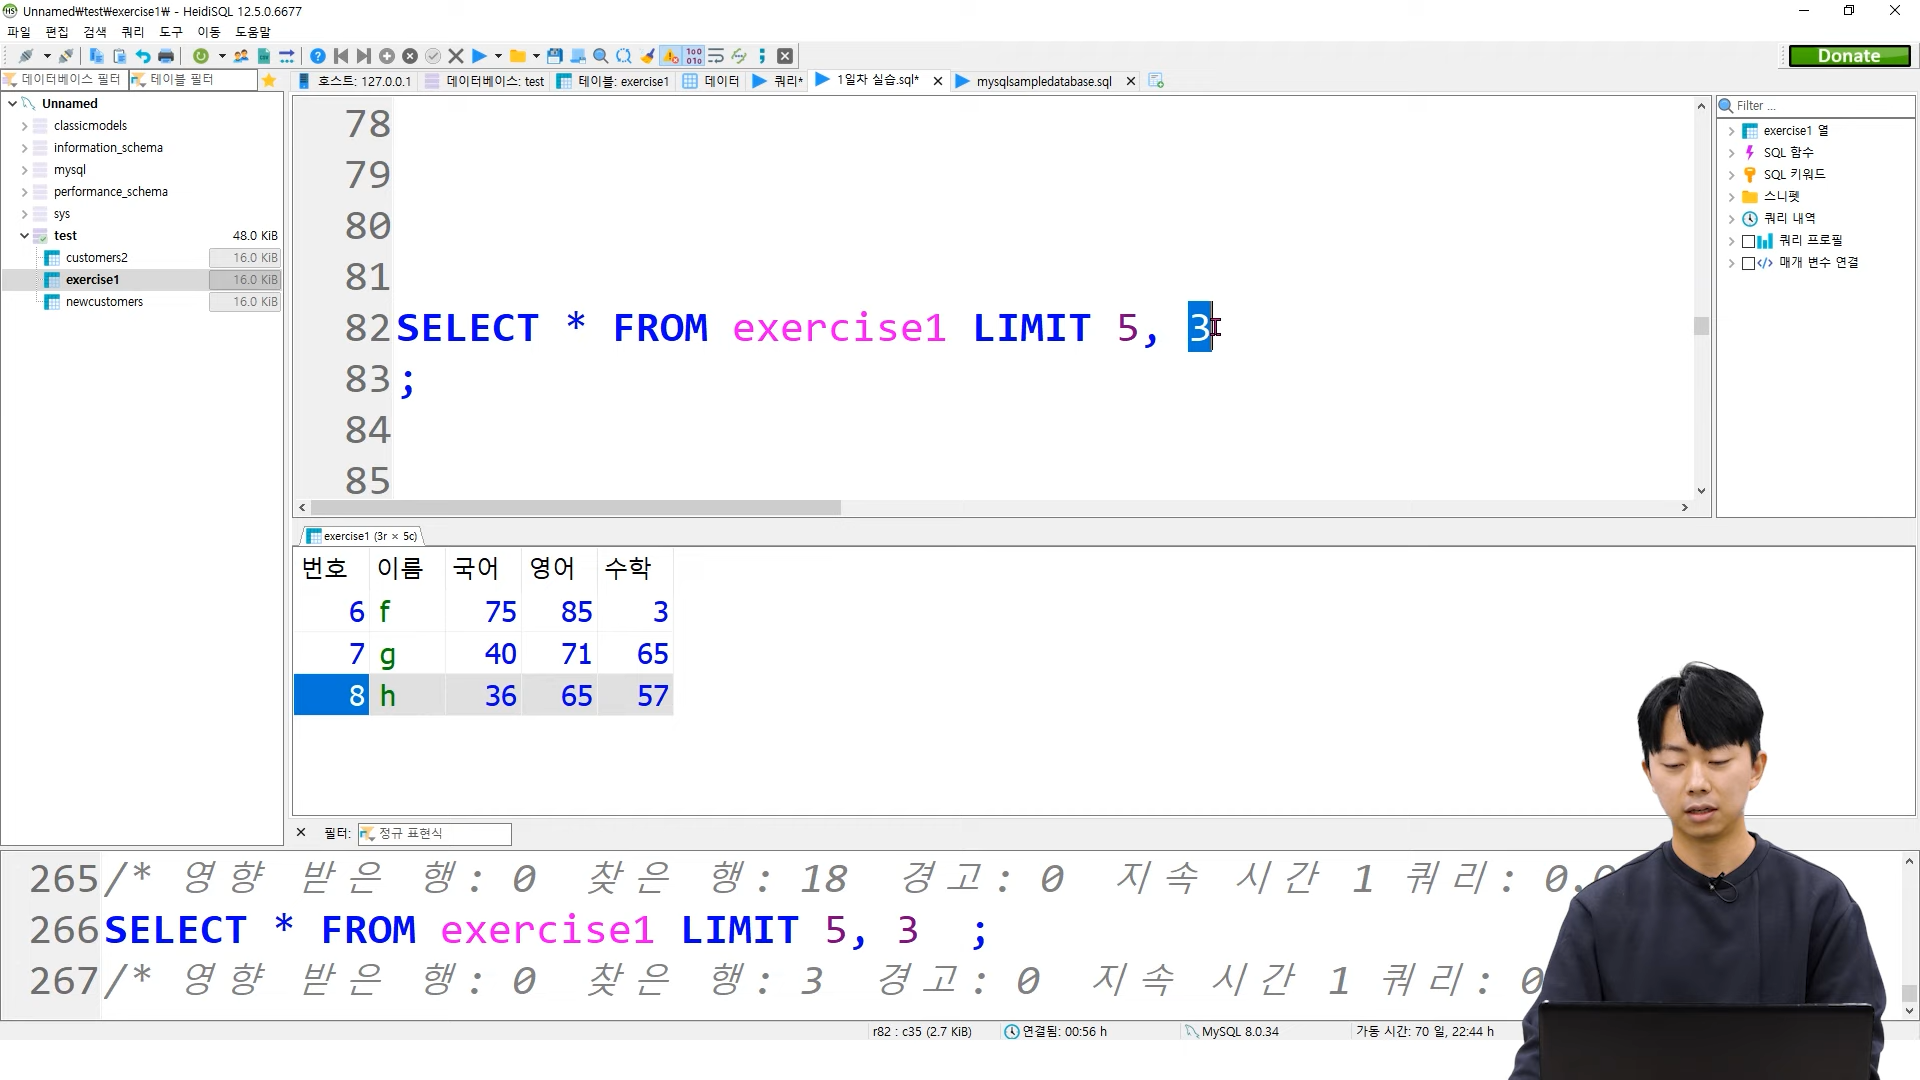 Unnamed₩test₩exercise1₩ - HeidiSQL 12.5.0.6677
파일 편집 검색 쿼리 도구 이동 도움말
Donate
데이터베이스 필터 테이블 필터
호스트: 127.0.0.1 데이터베이스: test 테이블: exercise1 데이터 쿼리* 1일차 실습.sql* mysqlsampledatabase.sql
Unnamed
classicmodels
information_schema
mysql
performance_schema
sys
test 48.0 KiB
customers2 16.0 KiB
exercise1 16.0 KiB
newcustomers 16.0 KiB
78
79
80
81
82 SELECT * FROM exercise1 LIMIT 5, 3
83 ;
84
85
Filter ...
exercise1 열
SQL 함수
SQL 키워드
스니펫
쿼리 내역
쿼리 프로필
매개 변수 연결
exercise1 (3r × 5c)
번호 이름 국어 영어 수학
6 f 75 85 3
7 g 40 71 65
8 h 36 65 57
필터: 정규 표현식
265 /* 영향 받은 행: 0 찾은 행: 18 경고: 0 지속 시간 1 쿼리: 0.0
266 SELECT * FROM exercise1 LIMIT 5, 3 ;
267 /* 영향 받은 행: 0 찾은 행: 3 경고: 0 지속 시간 1 쿼리: 0
r82 : c35 (2.7 KiB) 연결됨: 00:56 h MySQL 8.0.34 가동 시간: 70 일, 22:44 h